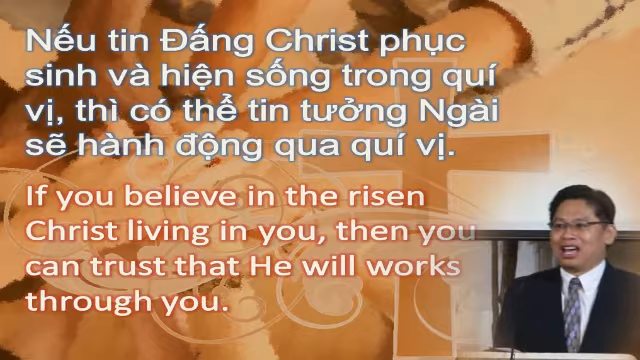 Nếu tin Đấng Christ phục
sinh và hiện sống trong quí
vị, thì có thể tin tưởng Ngài
sẽ hành động qua quí vị.
If you believe in the risen
Christ living in you, then you
can trust that He will works
through you.